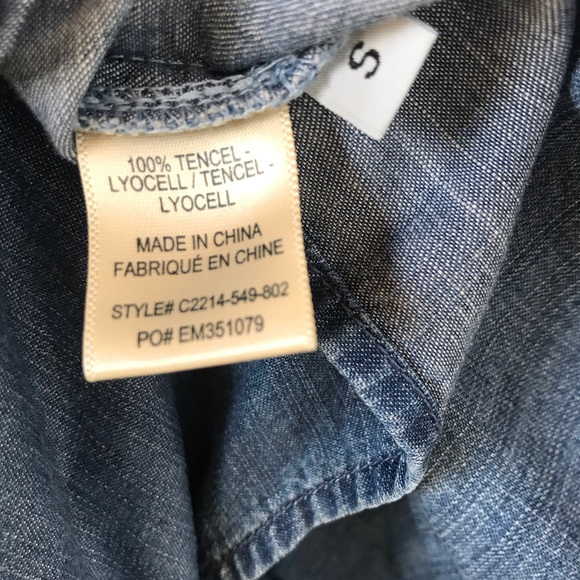 S
100% TENCEL -
LYOCELL / TENCEL -
LYOCELL
MADE IN CHINA
FABRIQUÉ EN CHINE
STYLE# C2214-549-802
PO# EM351079